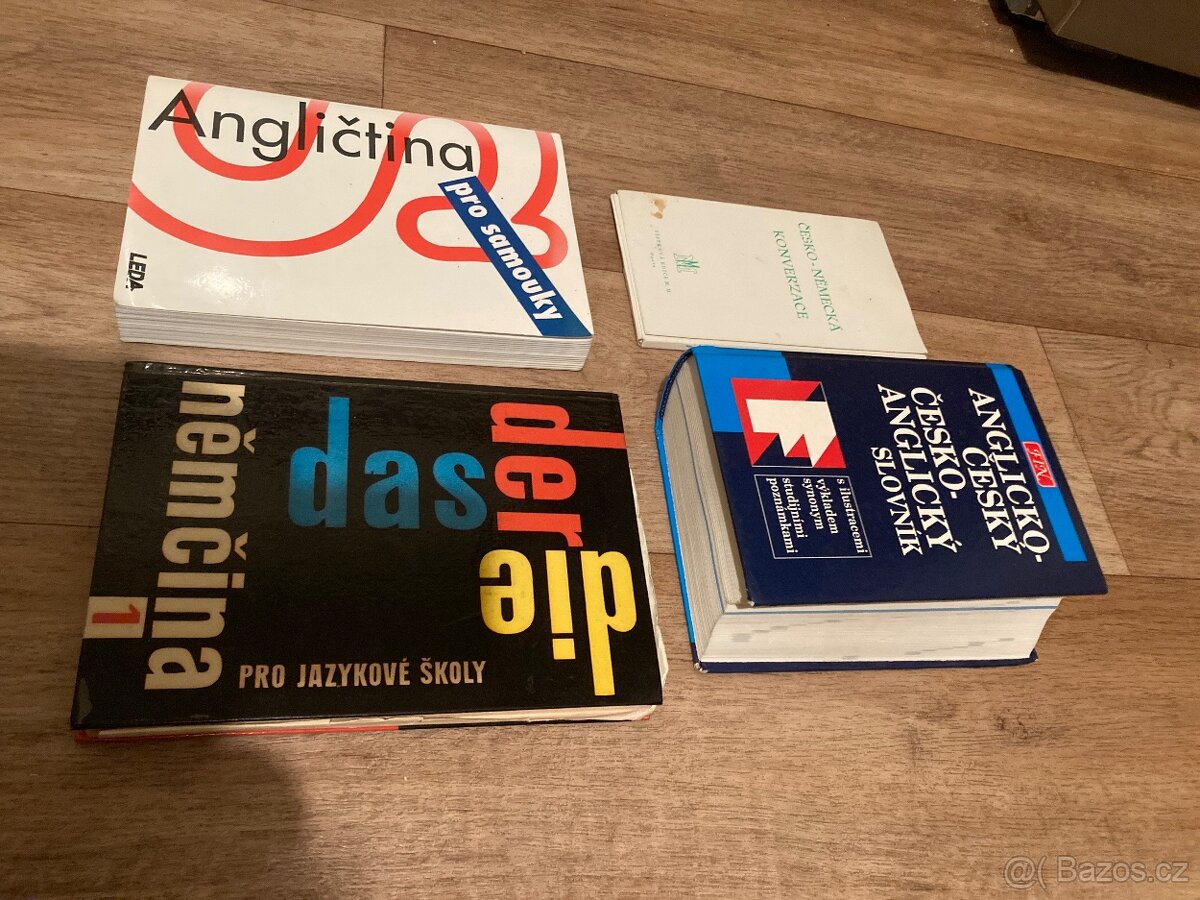 Angličtina
pro samouky
LEDA
ČESKO-NĚMECKÁ
KONVERZACE
němčina
1
das
der
die
PRO JAZYKOVÉ ŠKOLY
FIN
ANGLICKO-
ČESKÝ
ČESKO-
ANGLICKÝ
SLOVNÍK
s ilustracemi
výkladem
synonym
studijními
poznámkami
@ Bazos.cz